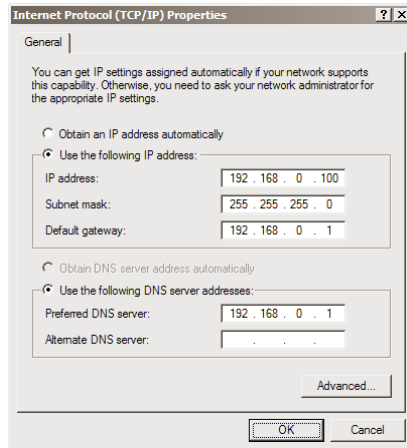 Internet Protocol (TCP/IP) Properties
General
You can get IP settings assigned automatically if your network supports
this capability. Otherwise, you need to ask your network administrator for
the appropriate IP settings.
Obtain an IP address automatically
Use the following IP address:
IP address: 192 . 168 . 0 . 100
Subnet mask: 255 . 255 . 255 . 0
Default gateway: 192 . 168 . 0 . 1
Obtain DNS server address automatically
Use the following DNS server addresses:
Preferred DNS server: 192 . 168 . 0 . 1
Alternate DNS server: . . .
Advanced...
OK Cancel